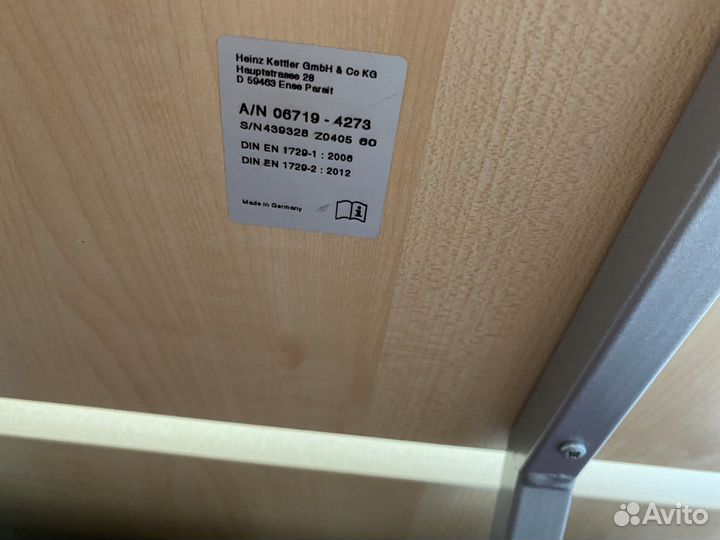 Heinz Kettler GmbH & Co KG
Hauptstrasse 28
D 59463 Ense Parsit
A/N 06719 - 4273
S/N 439328 Z0405 60
DIN EN 1729-1 : 2006
DIN EN 1729-2 : 2012
Made in Germany
Avito